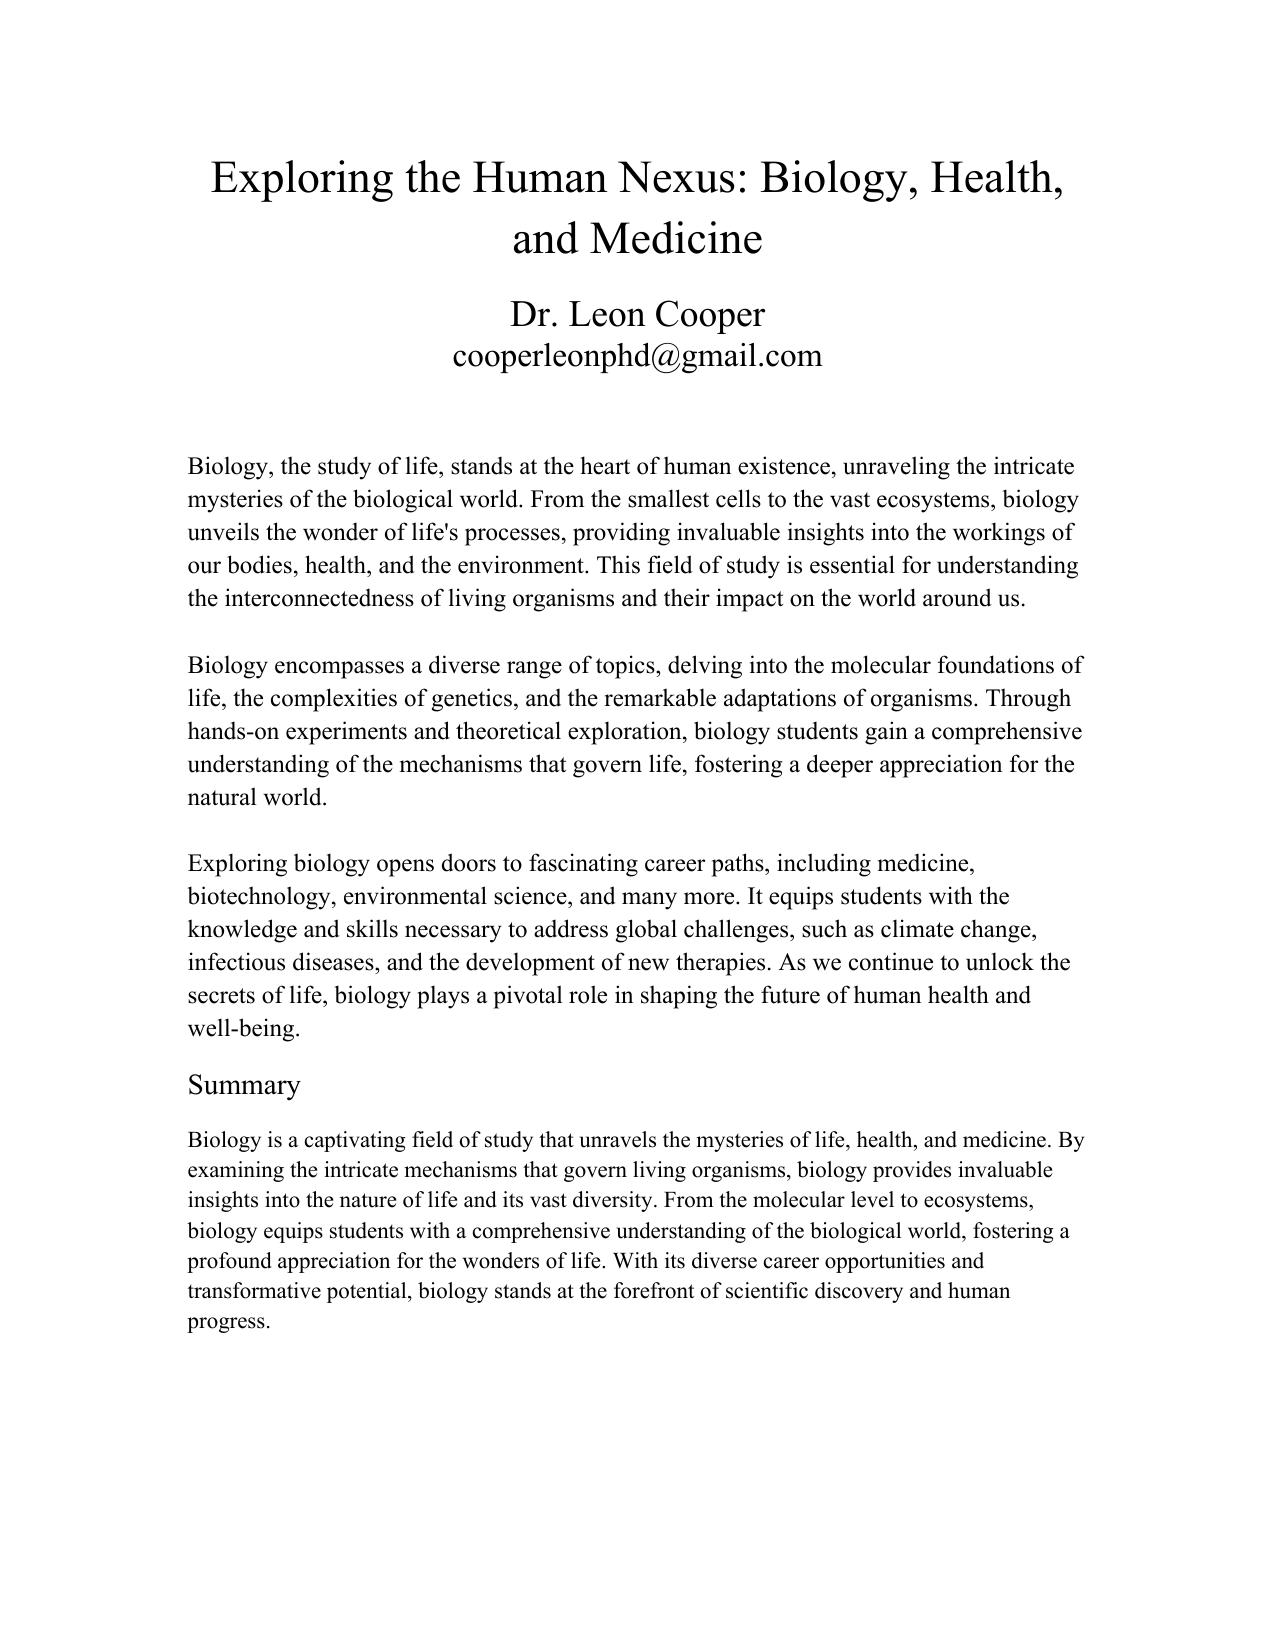 Exploring the Human Nexus: Biology, Health,
and Medicine
Dr. Leon Cooper
cooperleonphd@gmail.com
Biology, the study of life, stands at the heart of human existence, unraveling the intricate
mysteries of the biological world. From the smallest cells to the vast ecosystems, biology
unveils the wonder of life's processes, providing invaluable insights into the workings of
our bodies, health, and the environment. This field of study is essential for understanding
the interconnectedness of living organisms and their impact on the world around us.
Biology encompasses a diverse range of topics, delving into the molecular foundations of
life, the complexities of genetics, and the remarkable adaptations of organisms. Through
hands-on experiments and theoretical exploration, biology students gain a comprehensive
understanding of the mechanisms that govern life, fostering a deeper appreciation for the
natural world.
Exploring biology opens doors to fascinating career paths, including medicine,
biotechnology, environmental science, and many more. It equips students with the
knowledge and skills necessary to address global challenges, such as climate change,
infectious diseases, and the development of new therapies. As we continue to unlock the
secrets of life, biology plays a pivotal role in shaping the future of human health and
well-being.
Summary
Biology is a captivating field of study that unravels the mysteries of life, health, and medicine. By
examining the intricate mechanisms that govern living organisms, biology provides invaluable
insights into the nature of life and its vast diversity. From the molecular level to ecosystems,
biology equips students with a comprehensive understanding of the biological world, fostering a
profound appreciation for the wonders of life. With its diverse career opportunities and
transformative potential, biology stands at the forefront of scientific discovery and human
progress.